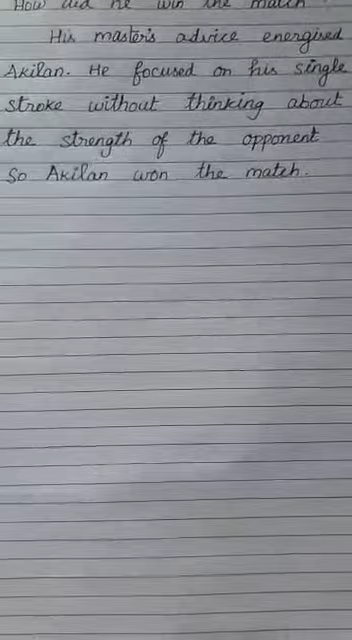 How did he win the match
His master's advice energised
Akilan. He focused on his single
stroke without thinking about
the strength of the opponent
So Akilan won the match.